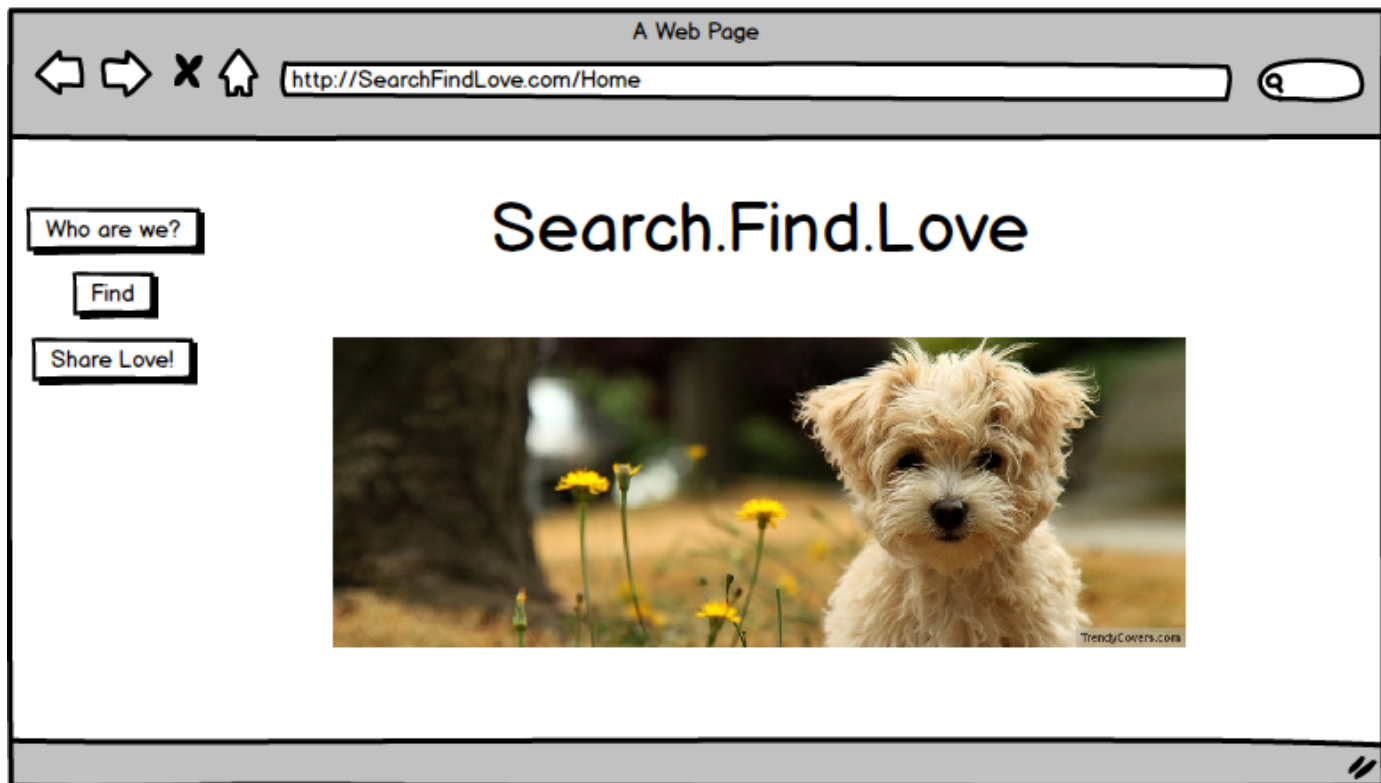 A Web Page
http://SearchFindLove.com/Home
Search.Find.Love
Who are we?
Find
Share Love!
TrendyCovers.com